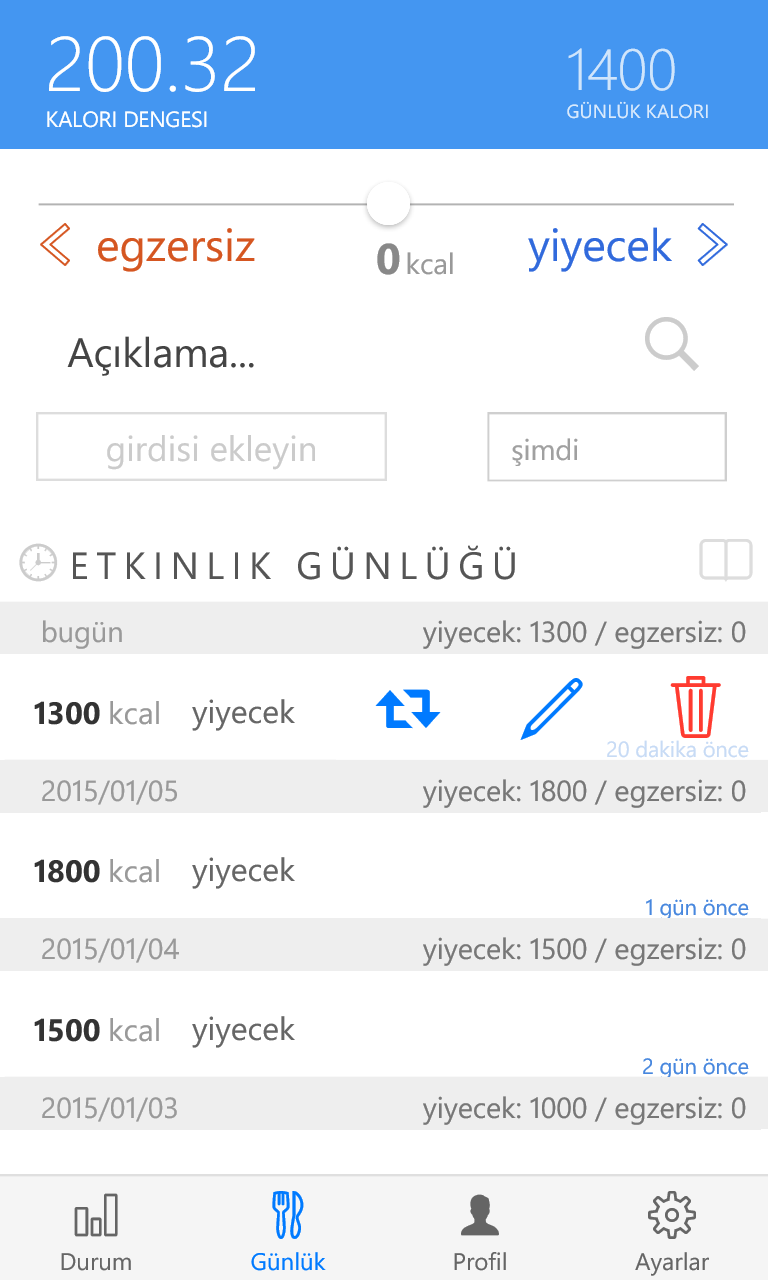 200.32
1400
KALORI DENGESI
GÜNLÜK KALORI
egzersiz
0 kcal
yiyecek
Açıklama...
girdisi ekleyin
şimdi
ETKINLIK GÜNLÜĞÜ
bugün
yiyecek: 1300 / egzersiz: 0
1300 kcal yiyecek
20 dakika önce
2015/01/05
yiyecek: 1800 / egzersiz: 0
1800 kcal yiyecek
1 gün önce
2015/01/04
yiyecek: 1500 / egzersiz: 0
1500 kcal yiyecek
2 gün önce
2015/01/03
yiyecek: 1000 / egzersiz: 0
Durum
Günlük
Profil
Ayarlar